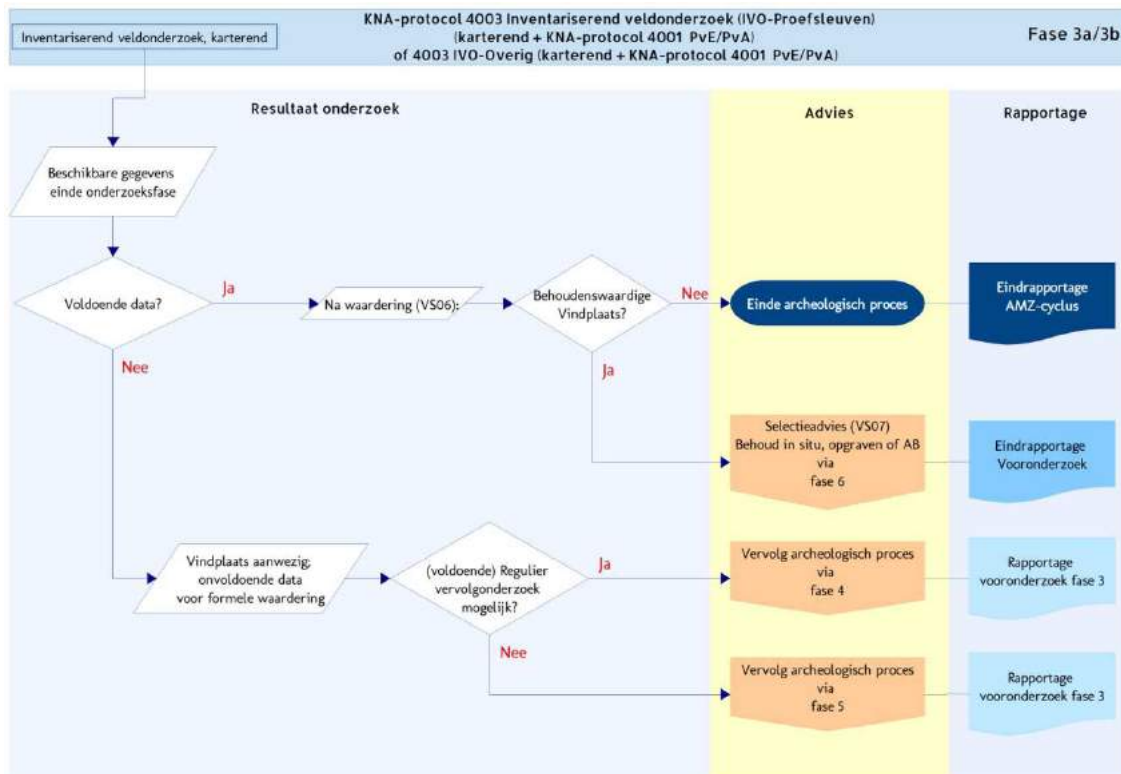 KNA-protocol 4003 Inventariserend veldonderzoek (IVO-Proefsleuven)
(karterend + KNA-protocol 4001 PvE/PvA)
of 4003 IVO-Overig (karterend + KNA-protocol 4001 PvE/PvA)
Fase 3a/3b
Inventariserend veldonderzoek, karterend
Resultaat onderzoek
Advies
Rapportage
Beschikbare gegevens
einde onderzoeksfase
Voldoende data?
Ja
Na waardering (VS06):
Behoudenswaardige
Vindplaats?
Nee
Einde archeologisch proces
Eindrapportage
AMZ-cyclus
Nee
Ja
Selectieadvies (VS07)
Behoud in situ, opgraven of AB
via
fase 6
Eindrapportage
Vooronderzoek
Vindplaats aanwezig;
onvoldoende data
voor formele waardering
(voldoende) Regulier
vervolgonderzoek
mogelijk?
Ja
Vervolg archeologisch proces
via
fase 4
Rapportage
vooronderzoek fase 3
Nee
Vervolg archeologisch proces
via
fase 5
Rapportage
vooronderzoek fase 3